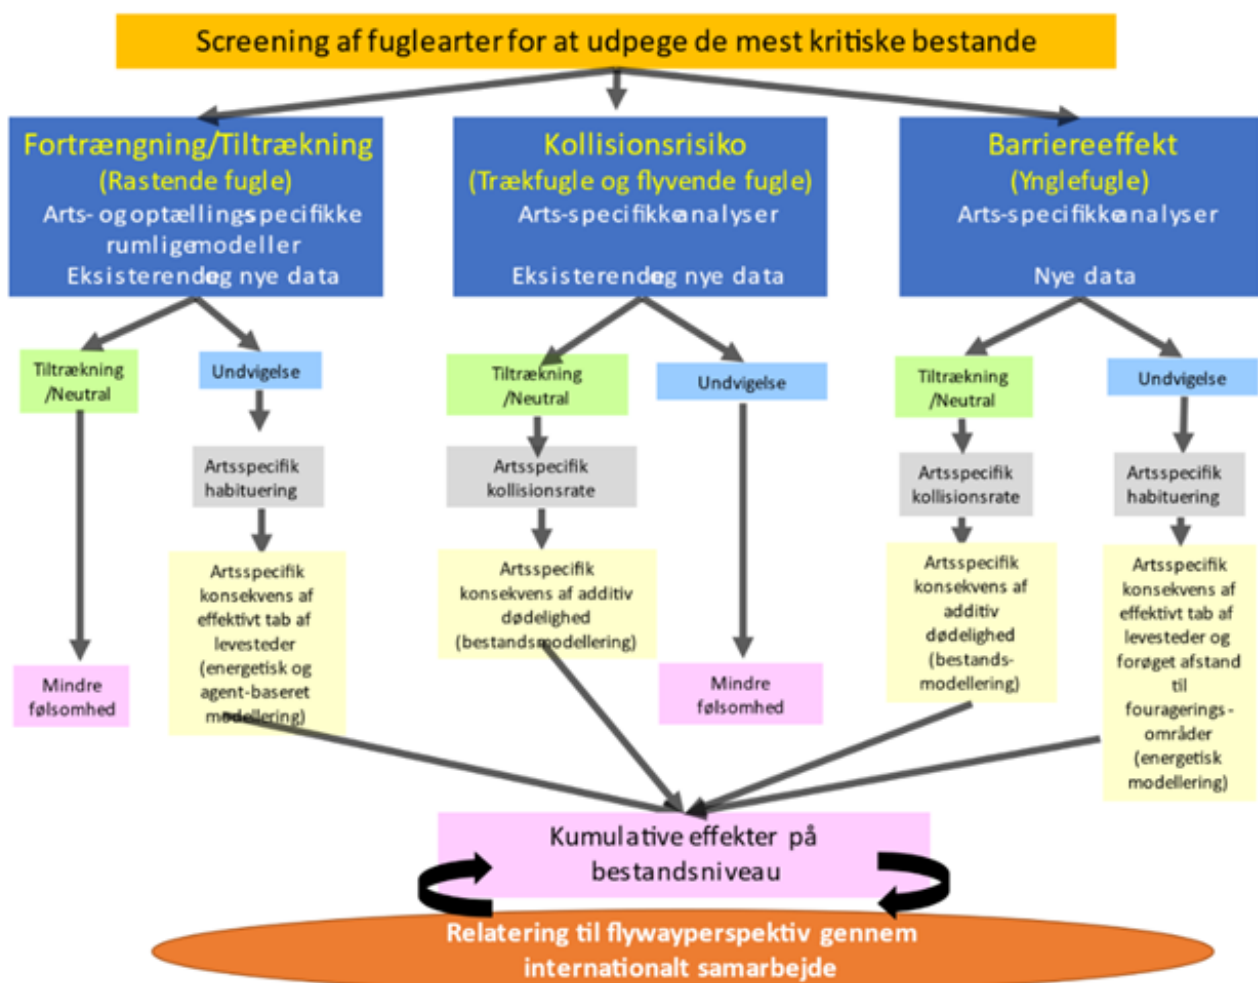 Screening af fuglearter for at udpege de mest kritiske bestande
Fortrængning/Tiltrækning
(Rastende fugle)
Arts- og optælling-specifikke
rumlige modeller
Eksisterende og nye data
Kollisionsrisiko
(Trækfugle og flyvende fugle)
Arts-specifikke analyser
Eksisterende og nye data
Barriereeffekt
(Ynglefugle)
Arts-specifikke analyser
Nye data
Tiltrækning
/Neutral
Undvigelse
Tiltrækning
/Neutral
Undvigelse
Tiltrækning
/Neutral
Undvigelse
Artsspecifik
habituering
Artsspecifik
kollisionsrate
Artsspecifik
kollisionsrate
Artsspecifik
habituering
Artsspecifik
konsekvens af
effektivt tab af
levesteder
(energetisk og
agent-baseret
modellering)
Artsspecifik
konsekvens af additiv
dødelighed
(bestandsmodellering)
Artsspecifik
konsekvens af
additiv
dødelighed
(bestands-
modellering)
Artsspecifik
konsekvens af
effektivt tab af
levesteder og
forøget afstand
til
fouragerings-
områder
(energetisk
modellering)
Mindre
følsomhed
Mindre
følsomhed
Kumulative effekter på
bestandsniveau
Relatering til flywayperspektiv gennem
internationalt samarbejde